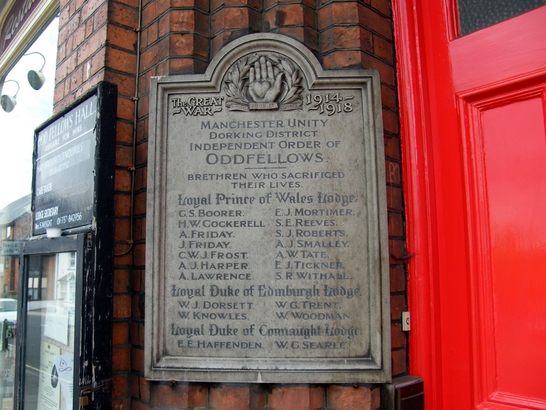 ODDFELLOWS HALL
THE GREAT WAR 1914-1918
MANCHESTER UNITY
DORKING DISTRICT
INDEPENDENT ORDER OF
ODDFELLOWS.
BRETHREN WHO SACRIFICED
THEIR LIVES.
Loyal Prince of Wales Lodge.
G.S. BOORER. E.J. MORTIMER.
H.W. COCKERELL S.E. REEVES.
A. FRIDAY. S.J. ROBERTS.
J. FRIDAY. A.J. SMALLEY.
C.W.J. FROST. A.W. TATE.
A.J. HARPER. E.J. TICKNER.
A. LAWRENCE. S.R. WITHALL.
Loyal Duke of Edinburgh Lodge.
W.J. DORSETT. W.G. TRENT.
W. KNOWLES. W. WOODMAN
Loyal Duke of Connaught Lodge
E.E. HAFFENDEN. W.G. SEARLE.